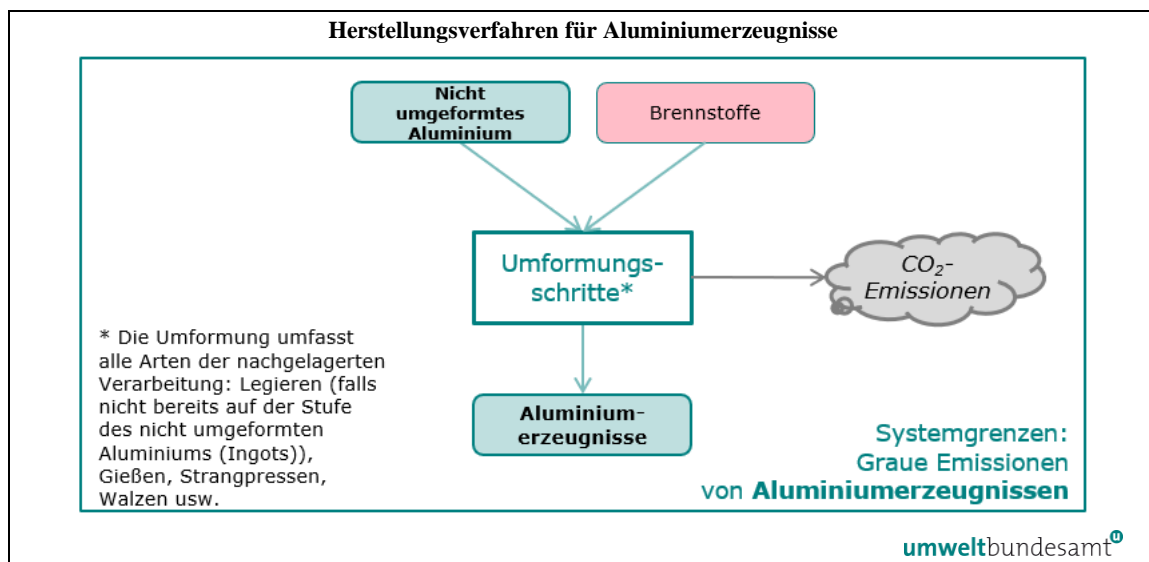 Herstellungsverfahren für Aluminiumerzeugnisse
Nicht
umgeformtes
Aluminium
Brennstoffe
Umformungs-
schritte*
CO₂-
Emissionen
* Die Umformung umfasst
alle Arten der nachgelagerten
Verarbeitung: Legieren (falls
nicht bereits auf der Stufe
des nicht umgeformten
Aluminiums (Ingots)),
Gießen, Strangpressen,
Walzen usw.
Aluminium-
erzeugnisse
Systemgrenzen:
Graue Emissionen
von Aluminiumerzeugnissen
umweltbundesamt u